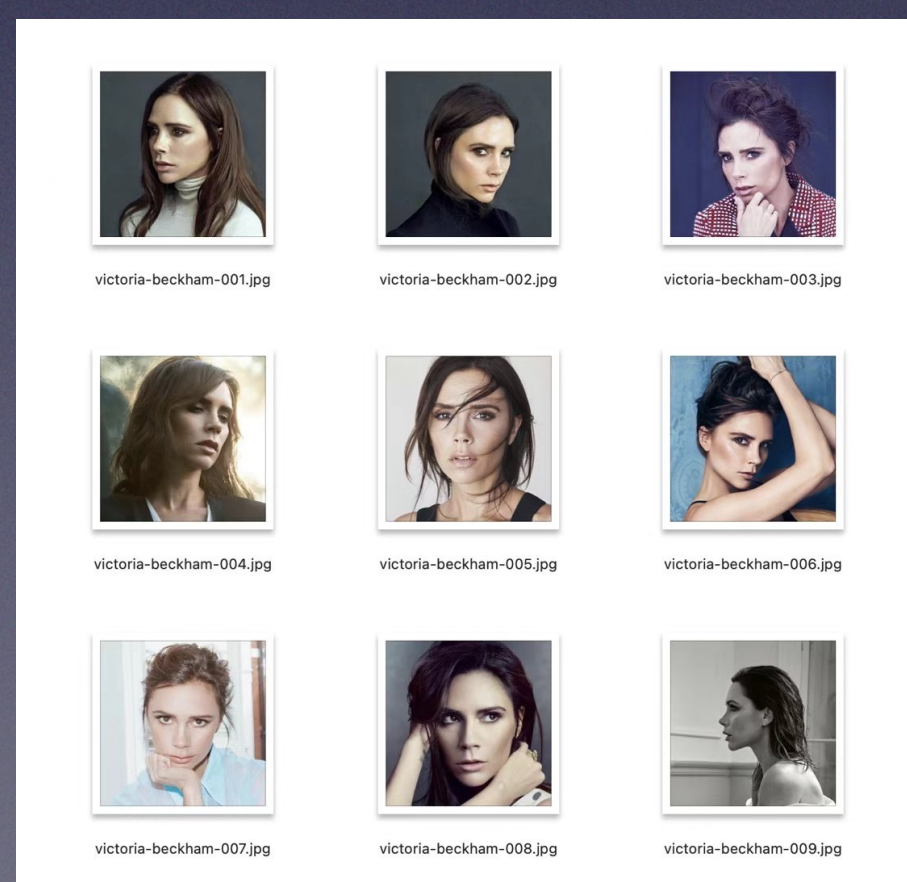 victoria-beckham-001.jpg
victoria-beckham-002.jpg
victoria-beckham-003.jpg
victoria-beckham-004.jpg
victoria-beckham-005.jpg
victoria-beckham-006.jpg
victoria-beckham-007.jpg
victoria-beckham-008.jpg
victoria-beckham-009.jpg